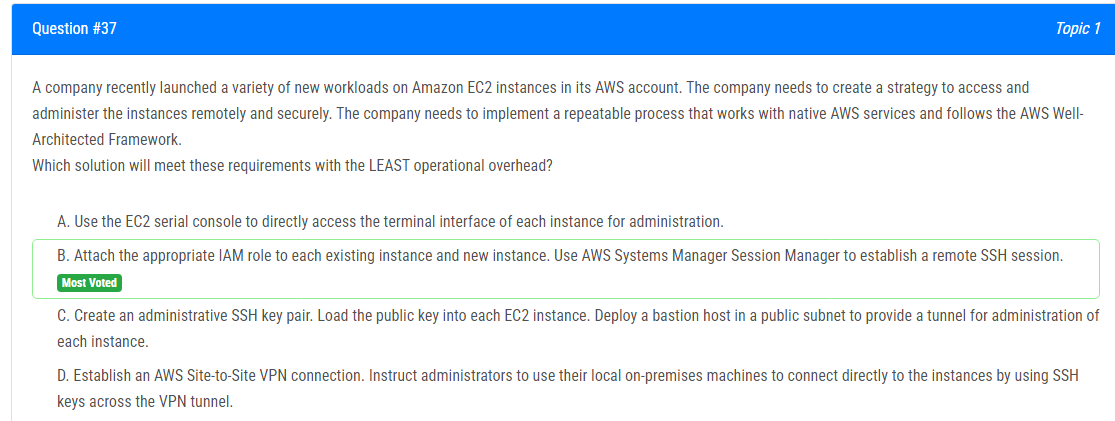 Question #37
Topic 1
A company recently launched a variety of new workloads on Amazon EC2 instances in its AWS account. The company needs to create a strategy to access and
administer the instances remotely and securely. The company needs to implement a repeatable process that works with native AWS services and follows the AWS Well-
Architected Framework.
Which solution will meet these requirements with the LEAST operational overhead?
A. Use the EC2 serial console to directly access the terminal interface of each instance for administration.
B. Attach the appropriate IAM role to each existing instance and new instance. Use AWS Systems Manager Session Manager to establish a remote SSH session.
Most Voted
C. Create an administrative SSH key pair. Load the public key into each EC2 instance. Deploy a bastion host in a public subnet to provide a tunnel for administration of
each instance.
D. Establish an AWS Site-to-Site VPN connection. Instruct administrators to use their local on-premises machines to connect directly to the instances by using SSH
keys across the VPN tunnel.